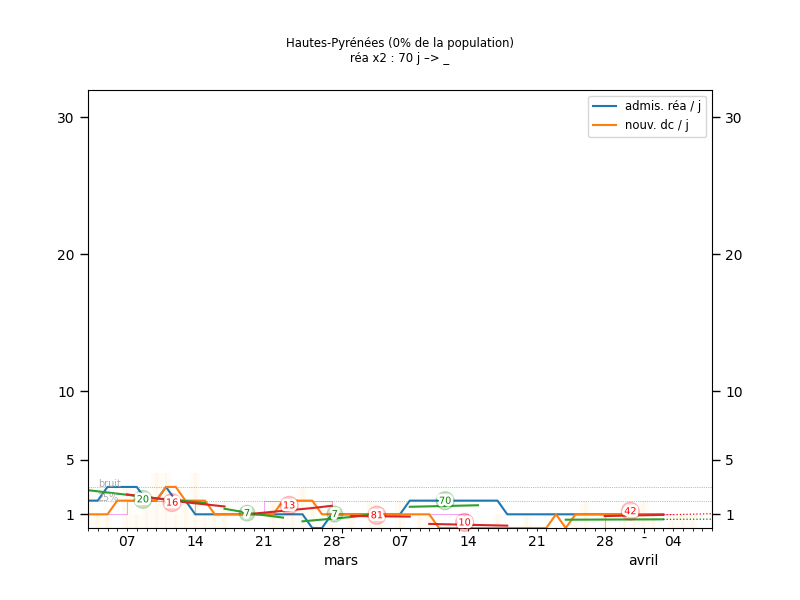 Hautes-Pyrénées (0% de la population)
réa x2 : 70 j –> _
admis. réa / j
nouv. dc / j
30 30
20 20
10 10
5 5
1 1
bruit
20 16 7 13 7 81 70 10 42
07 14 21 28 - 07 14 21 28 - 04
mars avril